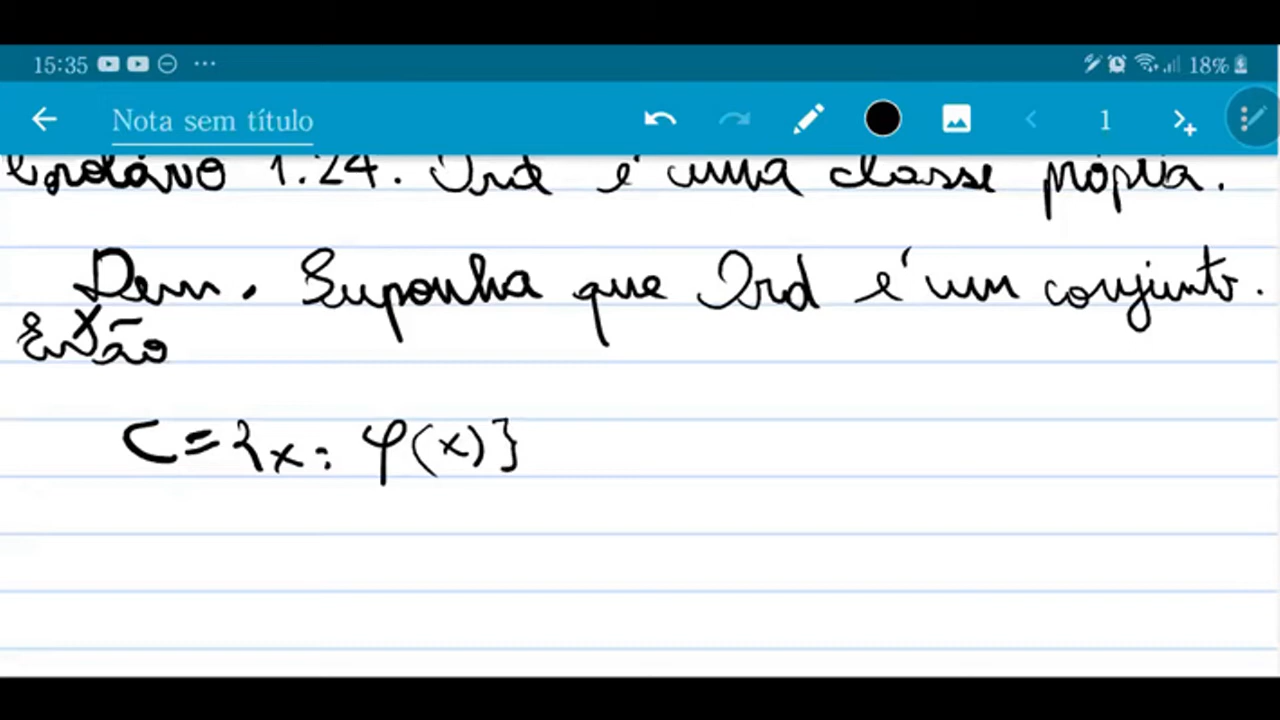 15:35 ... 18%
Nota sem título 1
Corolário 1.24. Ord é uma classe própria.
Dem. Suponha que Ord é um conjunto.
Então
C={x: φ(x)}